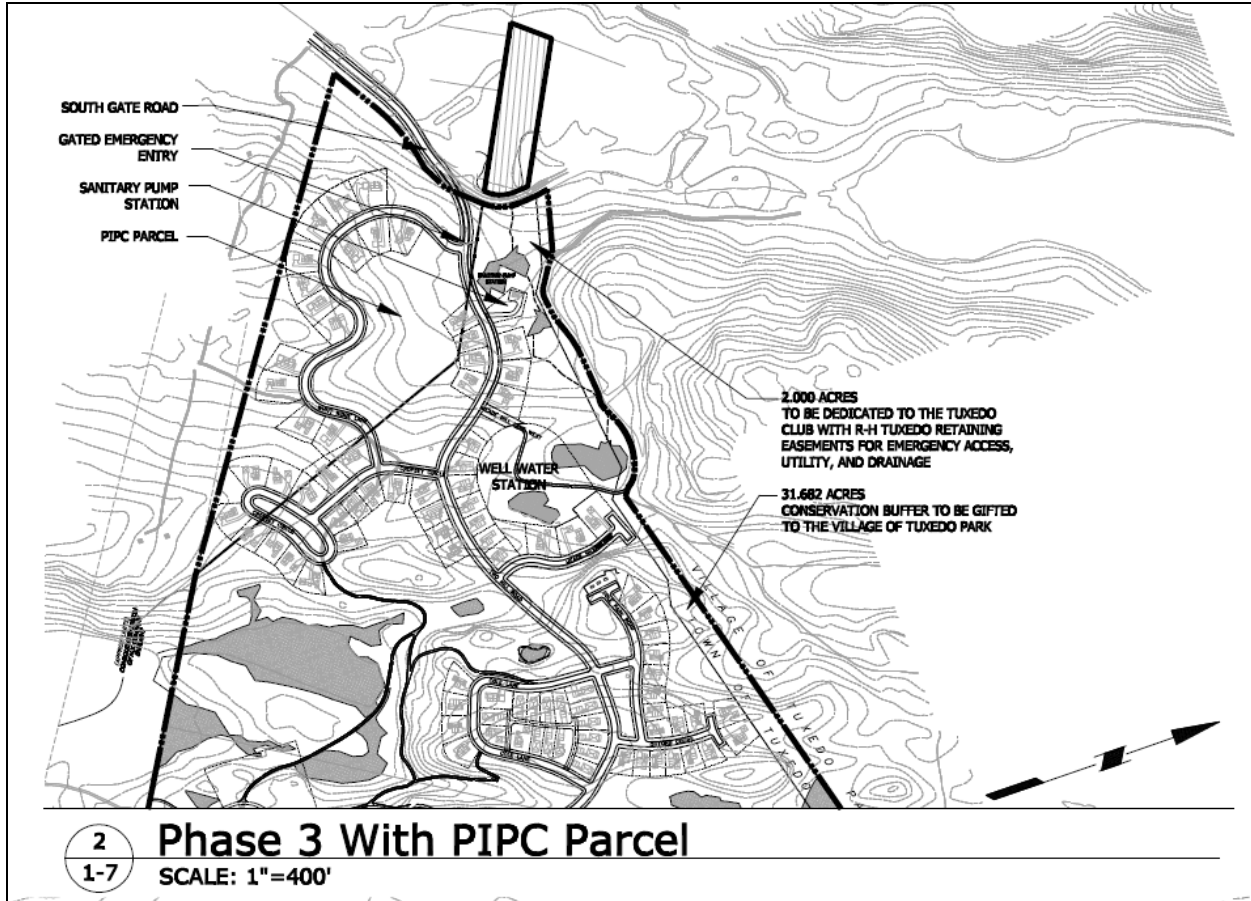 SOUTH GATE ROAD
GATED EMERGENCY
ENTRY
SANITARY PUMP
STATION
PIPC PARCEL
WELL WATER
STATION
2.000 ACRES
TO BE DEDICATED TO THE TUXEDO
CLUB WITH R-H TUXEDO RETAINING
EASEMENTS FOR EMERGENCY ACCESS,
UTILITY, AND DRAINAGE
31.682 ACRES
CONSERVATION BUFFER TO BE GIFTED
TO THE VILLAGE OF TUXEDO PARK
VILLAGE OF TUXEDO PA
TOWN OF TUXEDO
2
1-7
Phase 3 With PIPC Parcel
SCALE: 1"=400'